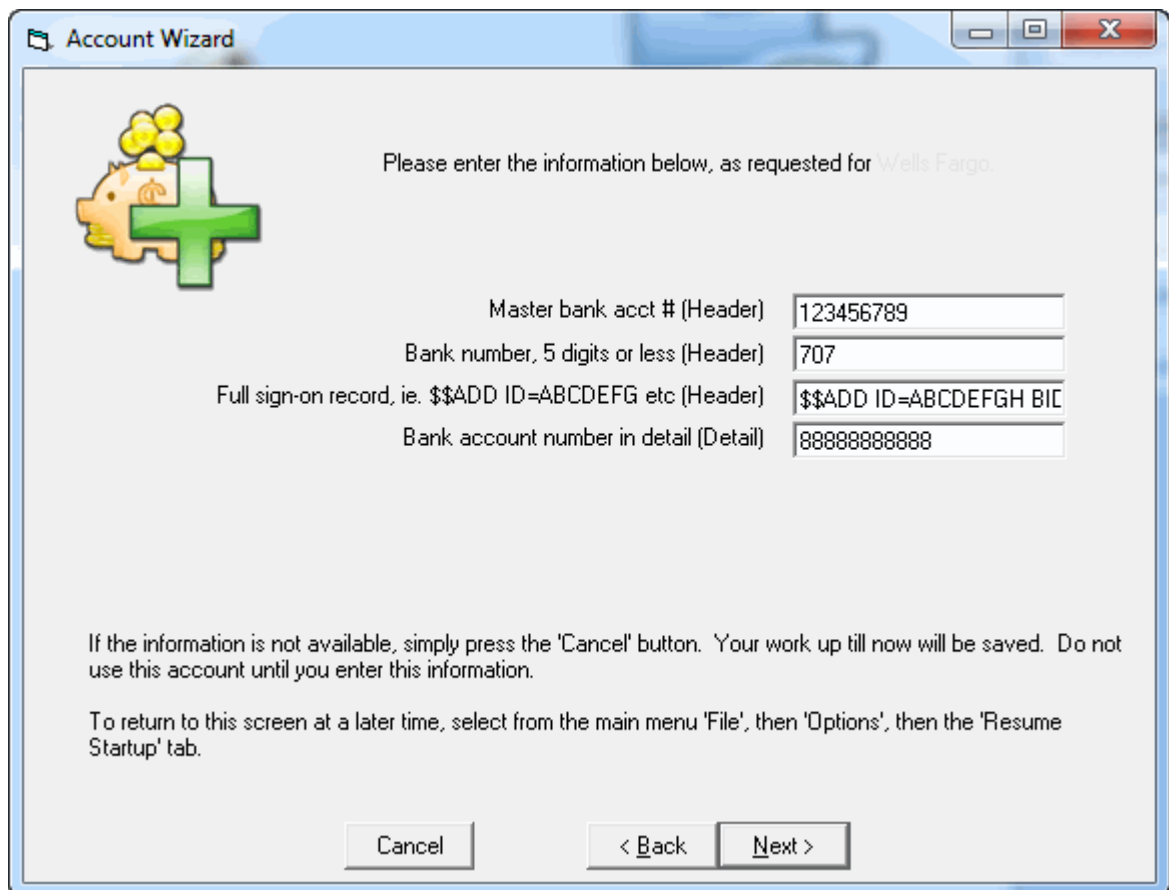 Account Wizard
Please enter the information below, as requested for Wells Fargo.
Master bank acct # (Header) 123456789
Bank number, 5 digits or less (Header) 707
Full sign-on record, ie. $$ADD ID=ABCDEFG etc (Header) $$ADD ID=ABCDEFGH BID
Bank account number in detail (Detail) 88888888888
If the information is not available, simply press the 'Cancel' button.  Your work up till now will be saved.  Do not
use this account until you enter this information.
To return to this screen at a later time, select from the main menu 'File', then 'Options', then the 'Resume
Startup' tab.
Cancel < Back Next >